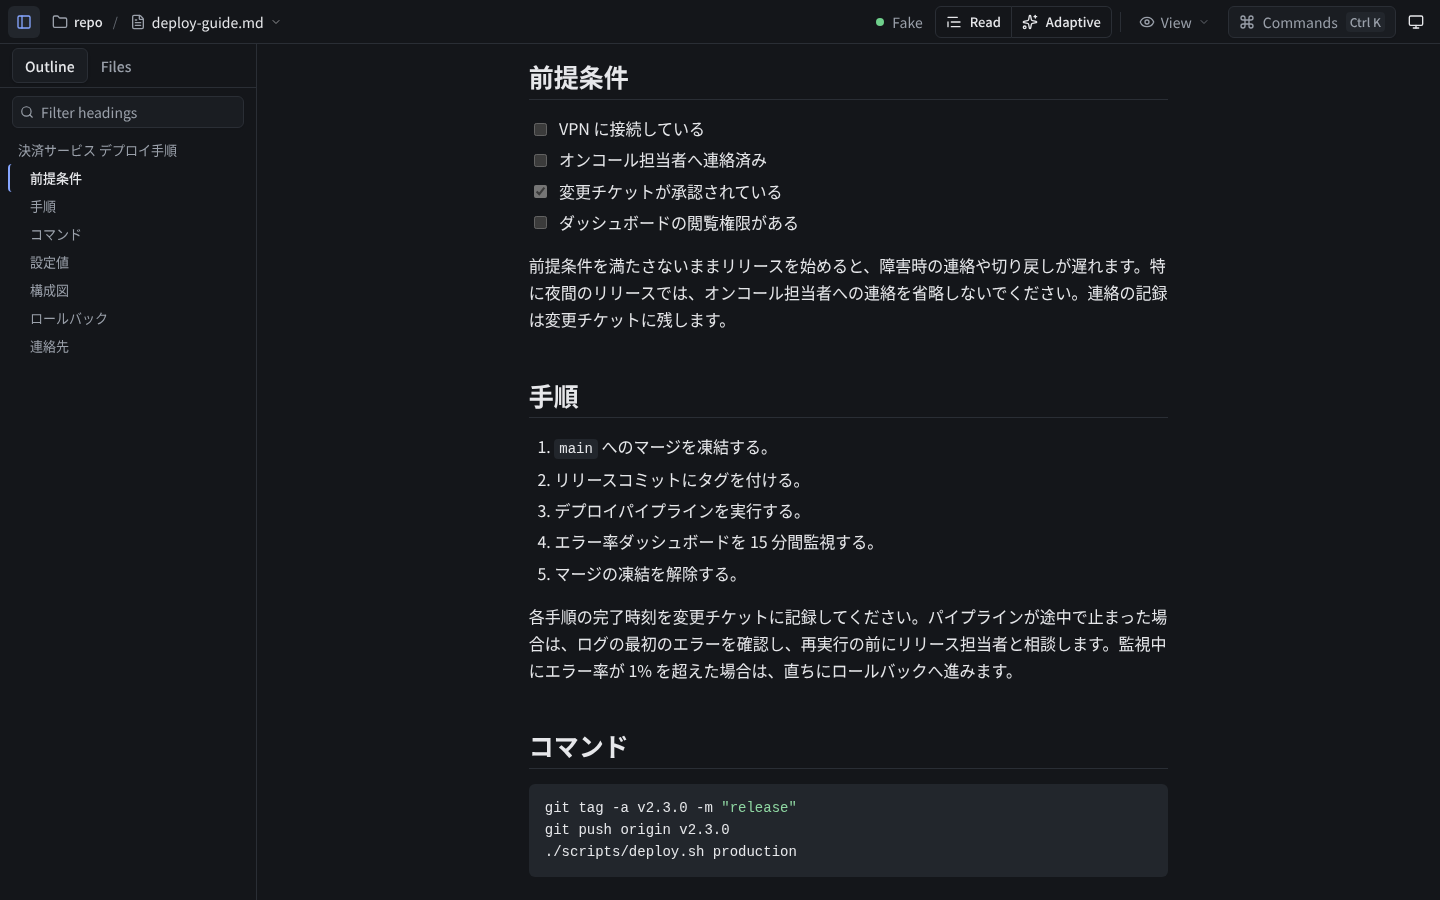 repo / deploy-guide.md
Fake
Read
Adaptive
View
Commands Ctrl K
Outline
Files
Filter headings
決済サービス デプロイ手順
前提条件
手順
コマンド
設定値
構成図
ロールバック
連絡先
前提条件
VPN に接続している
オンコール担当者へ連絡済み
変更チケットが承認されている
ダッシュボードの閲覧権限がある
前提条件を満たさないままリリースを始めると、障害時の連絡や切り戻しが遅れます。特
に夜間のリリースでは、オンコール担当者への連絡を省略しないでください。連絡の記録
は変更チケットに残します。
手順
1. main へのマージを凍結する。
2. リリースコミットにタグを付ける。
3. デプロイパイプラインを実行する。
4. エラー率ダッシュボードを 15 分間監視する。
5. マージの凍結を解除する。
各手順の完了時刻を変更チケットに記録してください。パイプラインが途中で止まった場
合は、ログの最初のエラーを確認し、再実行の前にリリース担当者と相談します。監視中
にエラー率が 1% を超えた場合は、直ちにロールバックへ進みます。
コマンド
git tag -a v2.3.0 -m "release"
git push origin v2.3.0
./scripts/deploy.sh production